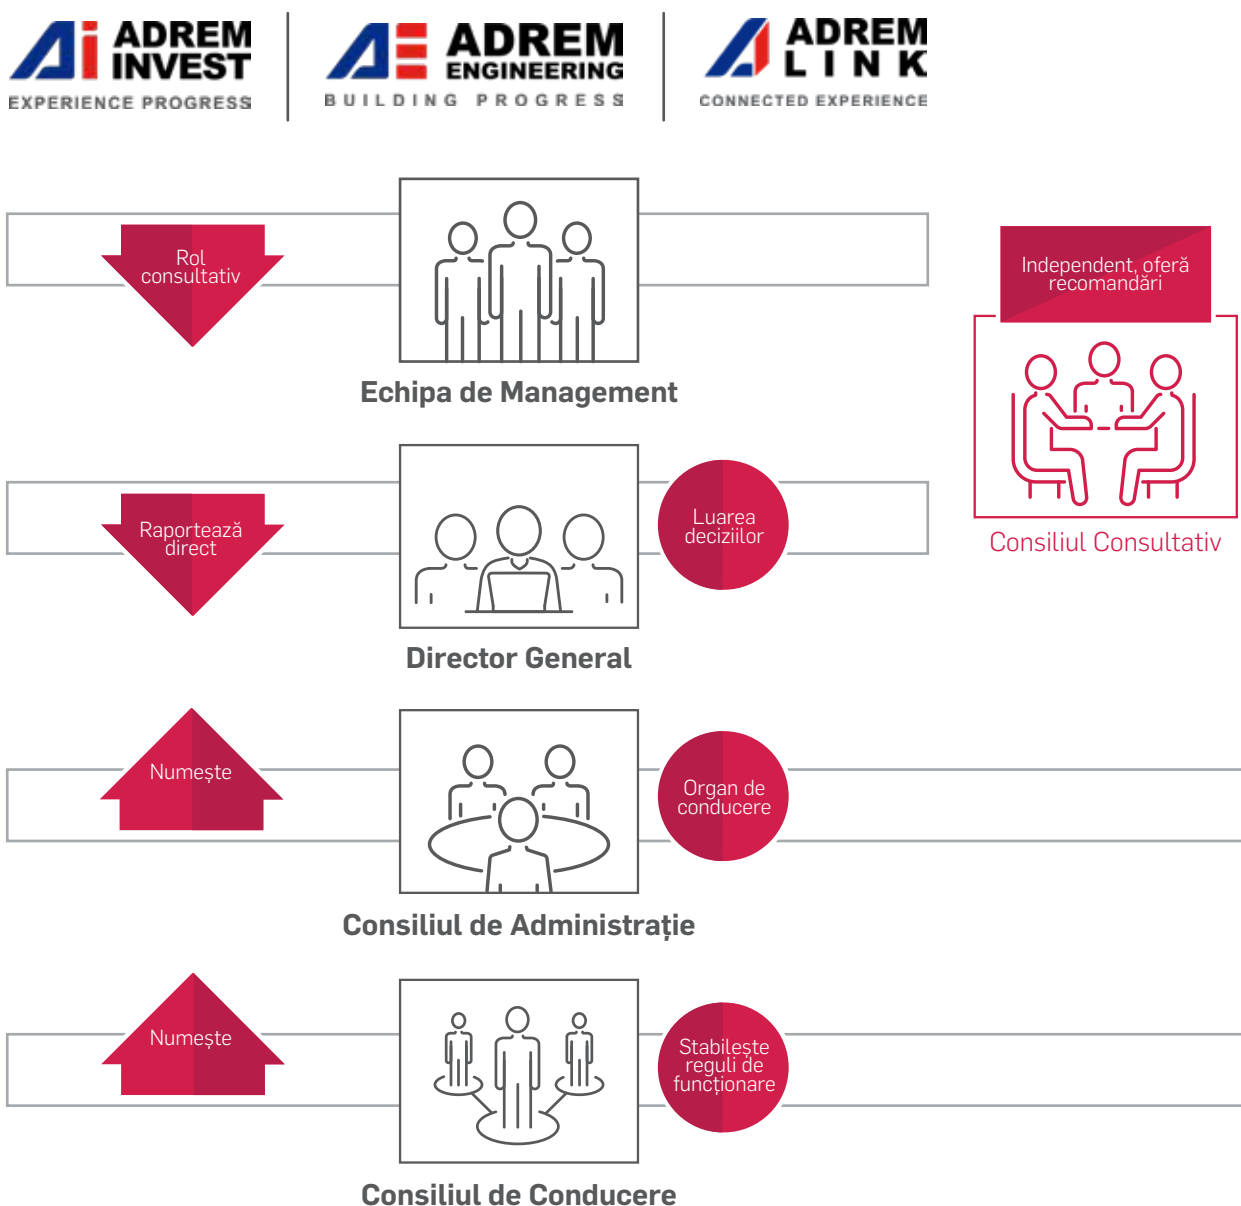 ADREM
INVEST
EXPERIENCE PROGRESS
ADREM
ENGINEERING
BUILDING PROGRESS
ADREM
LINK
CONNECTED EXPERIENCE
Rol
consultativ
Echipa de Management
Independent, oferă
recomandări
Consiliul Consultativ
Raportează
direct
Luarea
deciziilor
Director General
Numește
Organ de
conducere
Consiliul de Administrație
Numește
Stabilește
reguli de
funcționare
Consiliul de Conducere